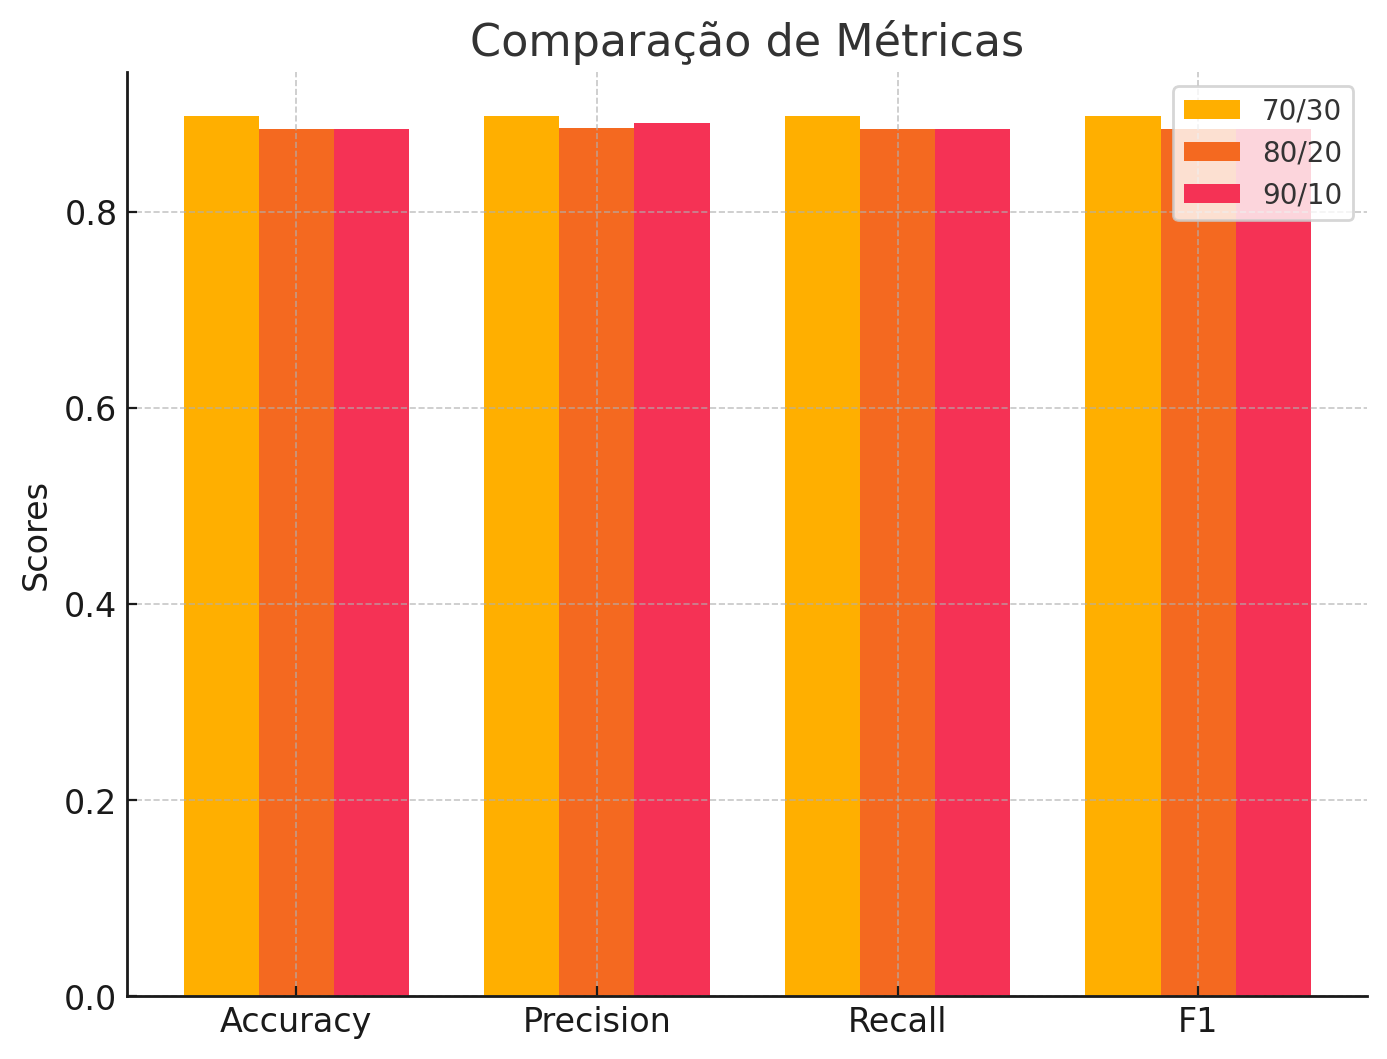 Comparação de Métricas
70/30
80/20
90/10
Scores
0.8
0.6
0.4
0.2
0.0
Accuracy
Precision
Recall
F1